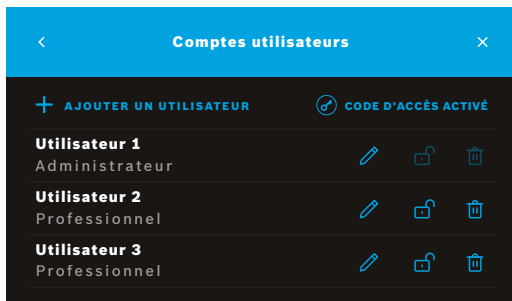 Comptes utilisateurs
AJOUTER UN UTILISATEUR CODE D'ACCÈS ACTIVÉ
Utilisateur 1
Administrateur
Utilisateur 2
Professionnel
Utilisateur 3
Professionnel